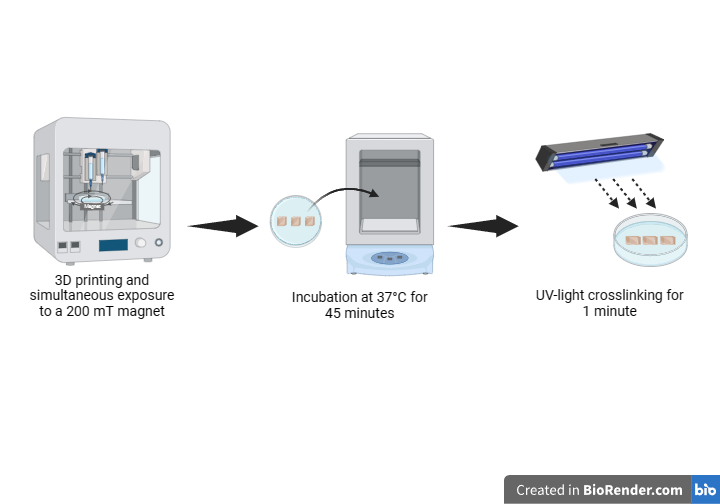 Magnet
3D printing and
simultaneous exposure
to a 200 mT magnet
Incubation at 37°C for
45 minutes
UV-light crosslinking for
1 minute
Created in BioRender.com bio